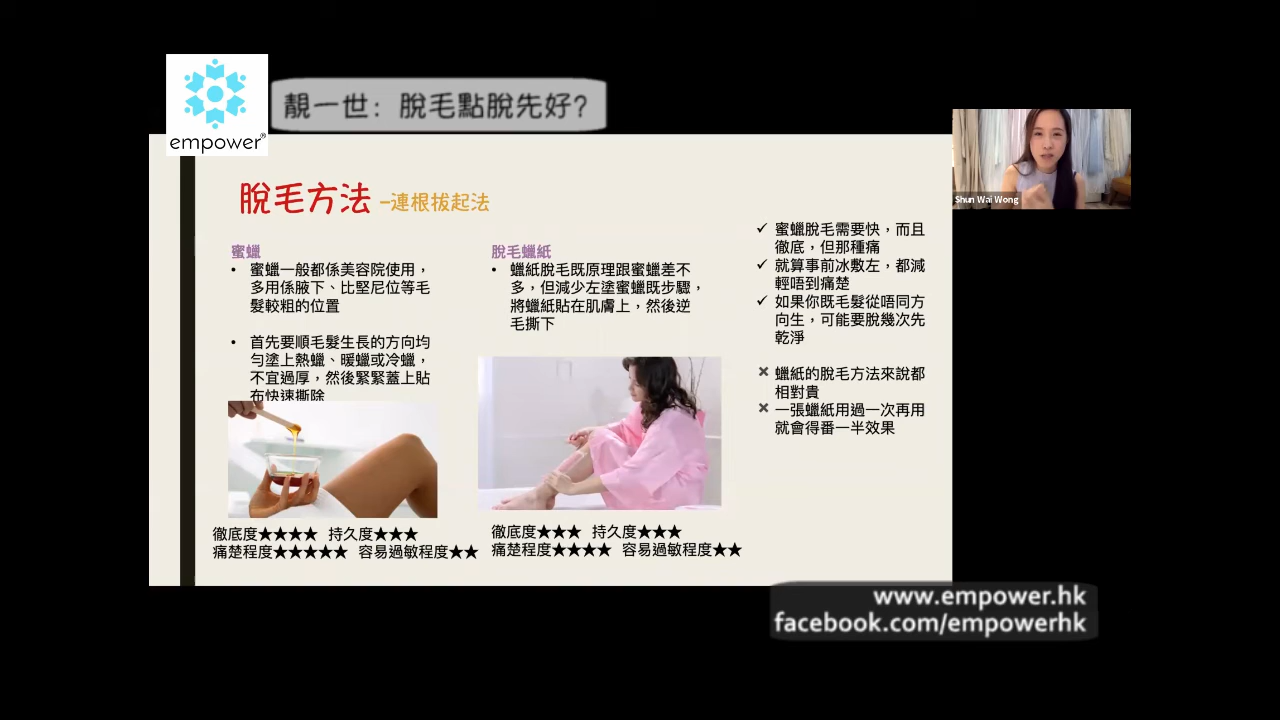 empower®
靚一世：脫毛點脫先好?
Shun Wai Wong
脫毛方法 –連根拔起法
蜜蠟
• 蜜蠟一般都係美容院使用，
多用係腋下、比堅尼位等毛
髮較粗的位置
• 首先要順毛髮生長的方向均
勻塗上熱蠟、暖蠟或冷蠟，
不宜過厚，然後緊緊蓋上貼
布快速撕除
徹底度★★★★ 持久度★★★
痛楚程度★★★★★ 容易過敏程度★★
脫毛蠟紙
• 蠟紙脫毛既原理跟蜜蠟差不
多，但減少左塗蜜蠟既步驟，
將蠟紙貼在肌膚上，然後逆
毛撕下
徹底度★★★ 持久度★★★
痛楚程度★★★★ 容易過敏程度★★
✓ 蜜蠟脫毛需要快，而且
徹底，但那種痛
✓ 就算事前冰敷左，都減
輕唔到痛楚
✓ 如果你既毛髮從唔同方
向生，可能要脫幾次先
乾淨
✕ 蠟紙的脫毛方法來說都
相對貴
✕ 一張蠟紙用過一次再用
就會得番一半效果
www.empower.hk
facebook.com/empowerhk